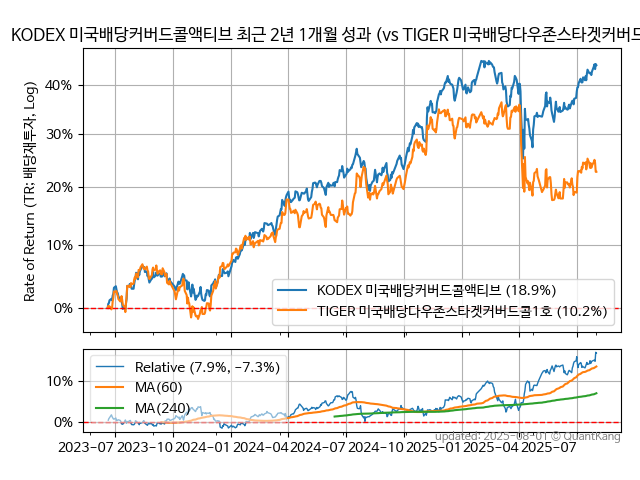 KODEX 미국배당커버드콜액티브 최근 2년 1개월 성과 (vs TIGER 미국배당다우존스타겟커버드
Rate of Return (TR: 배당재투자, Log)
40%
30%
20%
10%
0%
KODEX 미국배당커버드콜액티브 (18.9%)
TIGER 미국배당다우존스타겟커버드콜1호 (10.2%)
10%
0%
Relative (7.9%, −7.3%)
MA(60)
MA(240)
2023-07 2023-10 2024-01 2024-04 2024-07 2024-10 2025-01 2025-04 2025-07
updated: 2025-08-01 © QuantKang